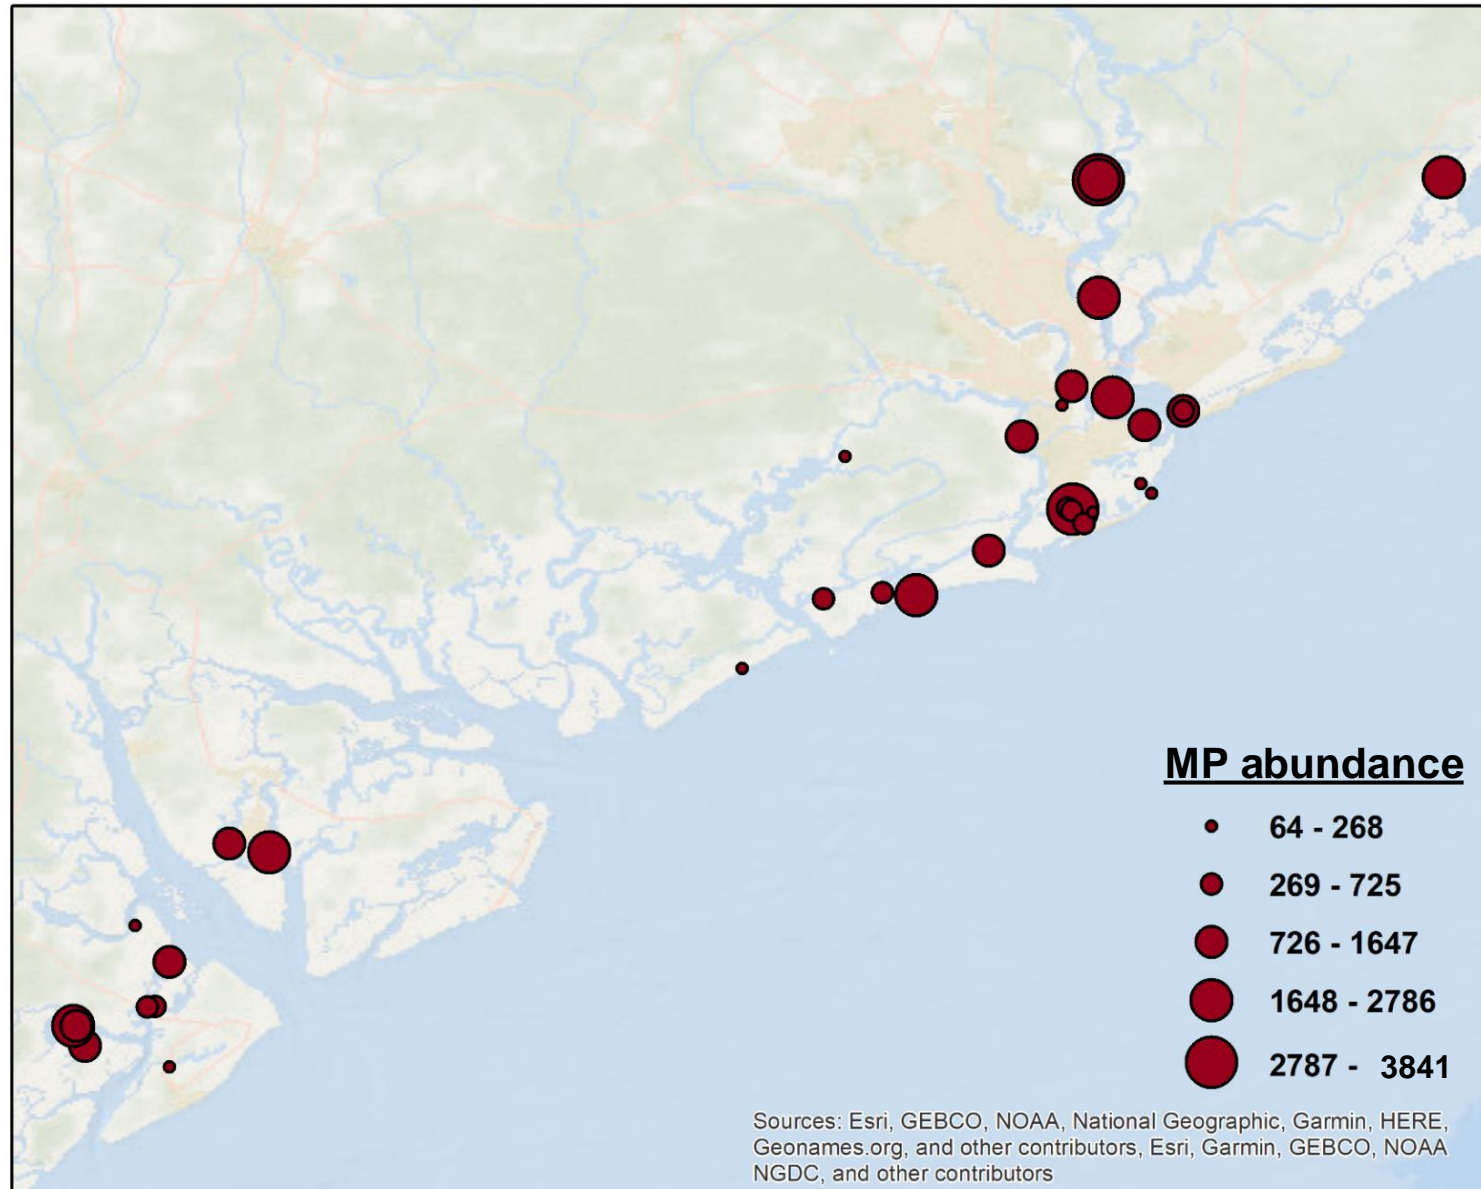 MP abundance
64 - 268
269 - 725
726 - 1647
1648 - 2786
2787 - 3841
Sources: Esri, GEBCO, NOAA, National Geographic, Garmin, HERE,
Geonames.org, and other contributors, Esri, Garmin, GEBCO, NOAA
NGDC, and other contributors